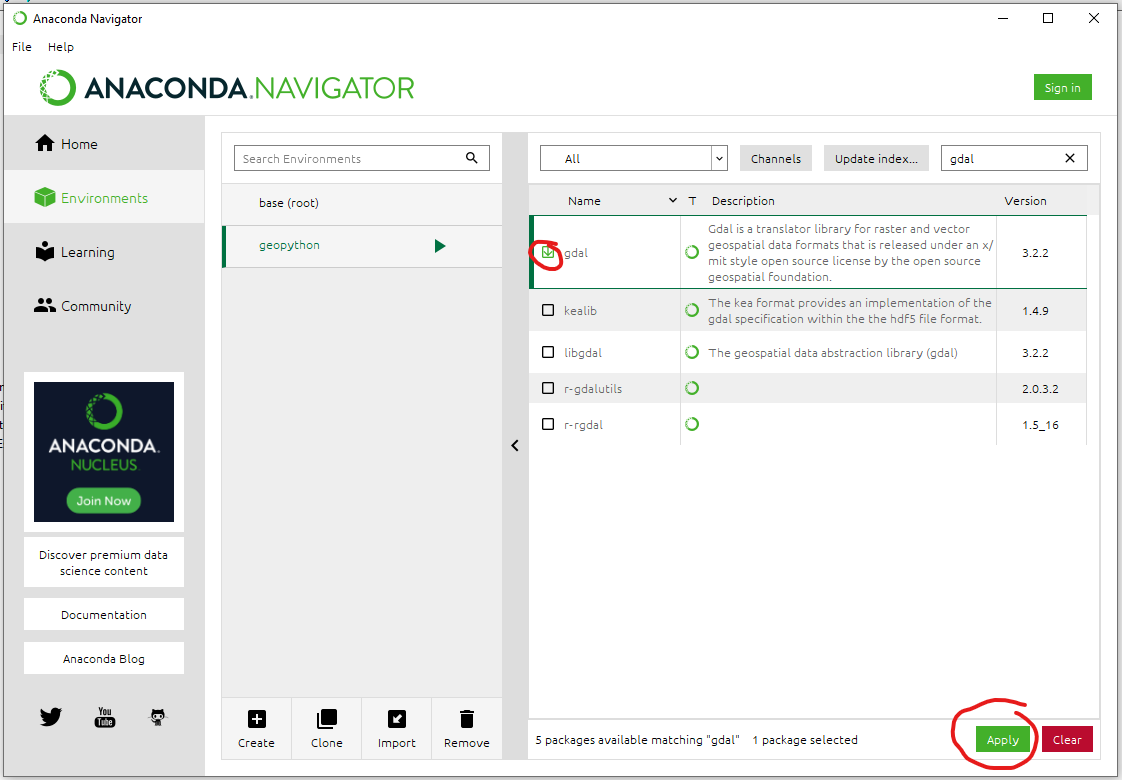 Anaconda Navigator
File Help
ANACONDA.NAVIGATOR
Sign in
Home
Environments
Learning
Community
ANACONDA.
NUCLEUS
Join Now
Discover premium data
science content
Documentation
Anaconda Blog
You
Tube
Search Environments
base (root)
geopython
Create Clone Import Remove
All Channels Update index... gdal
Name T Description Version
gdal
Gdal is a translator library for raster and vector
geospatial data formats that is released under an x/
mit style open source license by the open source
geospatial foundation.
3.2.2
kealib
The kea format provides an implementation of the
gdal specification within the the hdf5 file format.
1.4.9
libgdal The geospatial data abstraction library (gdal) 3.2.2
r-gdalutils 2.0.3.2
r-rgdal 1.5_16
5 packages available matching "gdal" 1 package selected
Apply Clear